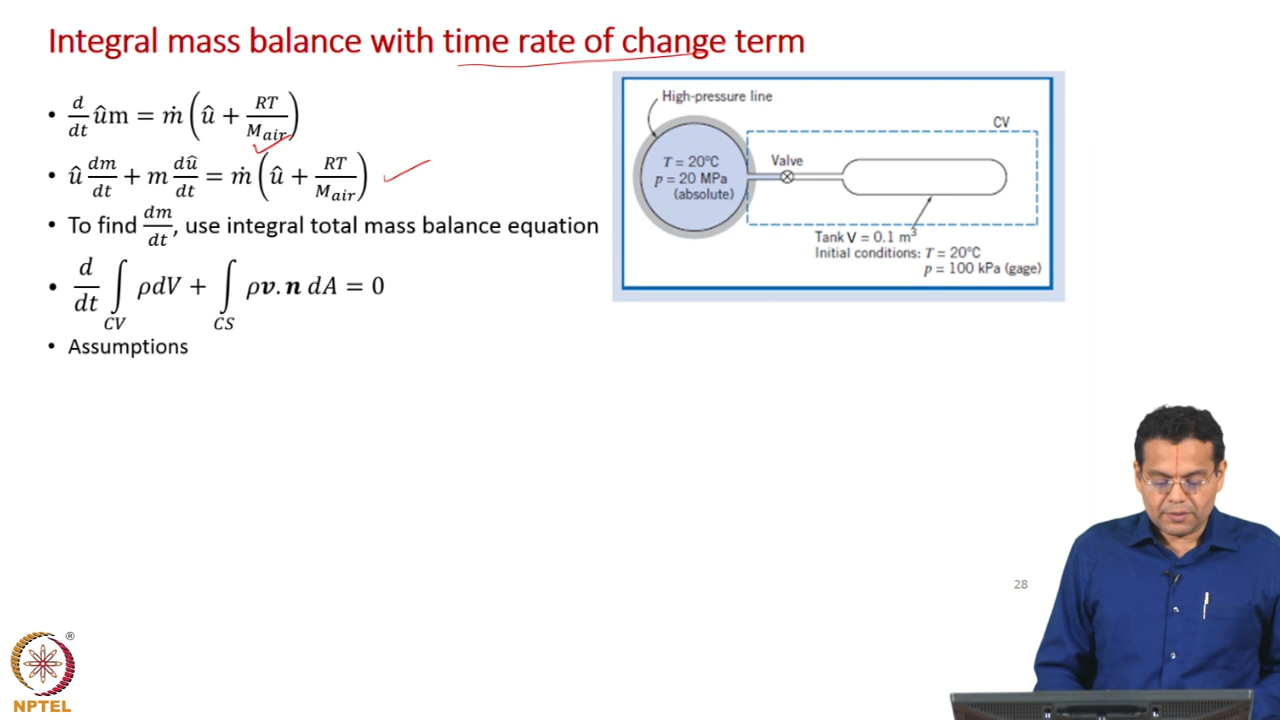 Integral mass balance with time rate of change term
• d/dt ûm = ṁ (û + RT/M_air)
• û dm/dt + m dû/dt = ṁ (û + RT/M_air)
• To find dm/dt, use integral total mass balance equation
• d/dt ∫_CV ρdV + ∫_CS ρ𝒗.𝒏 dA = 0
• Assumptions
High-pressure line
CV
T = 20°C
p = 20 MPa
(absolute)
Valve
Tank V = 0.1 m³
Initial conditions: T = 20°C
p = 100 kPa (gage)
28
®
NPTEL